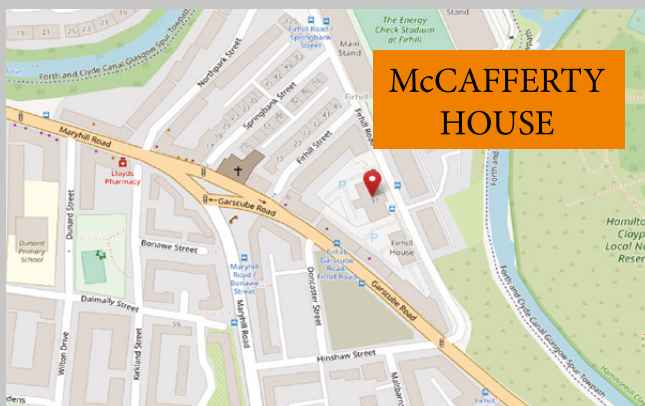 McCAFFERTY
HOUSE
The Energy
Check Stadium
at Firhill
Stand
Main
Stand
Firhill Road /
Springbank
Street
Northpark Street
Springbank Street
Firhill Street
Firhill Road
Forth and Clyde Canal Glasgow Spur Towpath
Maryhill Road
Lloyds
Pharmacy
Garscube Road
91
Firhill
House
Dunard Street
Dunard
Primary
School
Bonawe Street
Maryhill
Road /
Bonawe
Street
Firhill,
Garscube
Road/
Firhill Road
Garscube Road
Doncaster Street
Dalmally Street
Maryhill Road
Wilton Drive
Kirkland Street
39
Hinshaw Street
Forth and Clyde Canal Glasgow Spur Towpath